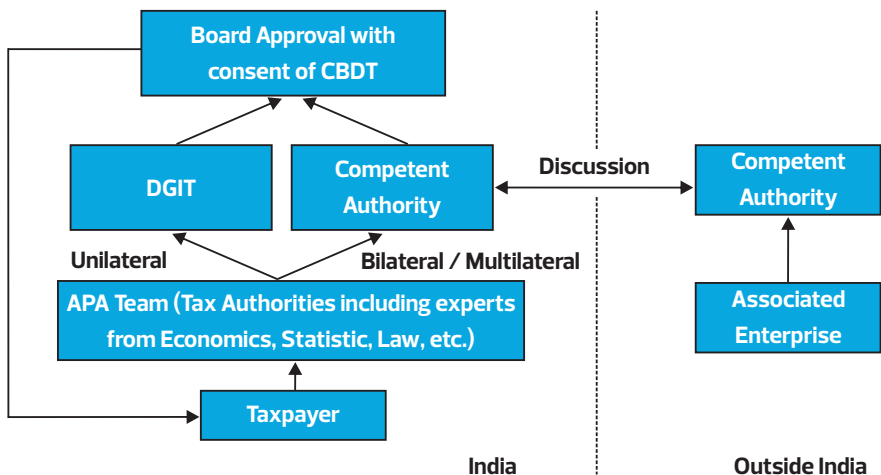 Board Approval with
consent of CBDT
DGIT
Competent
Authority
Discussion
Competent
Authority
Unilateral
Bilateral / Multilateral
APA Team (Tax Authorities including experts
from Economics, Statistic, Law, etc.)
Associated
Enterprise
Taxpayer
India
Outside India